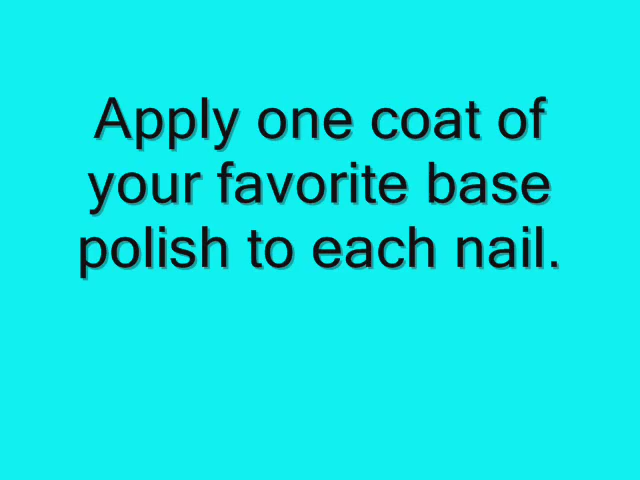 Apply one coat of
your favorite base
polish to each nail.